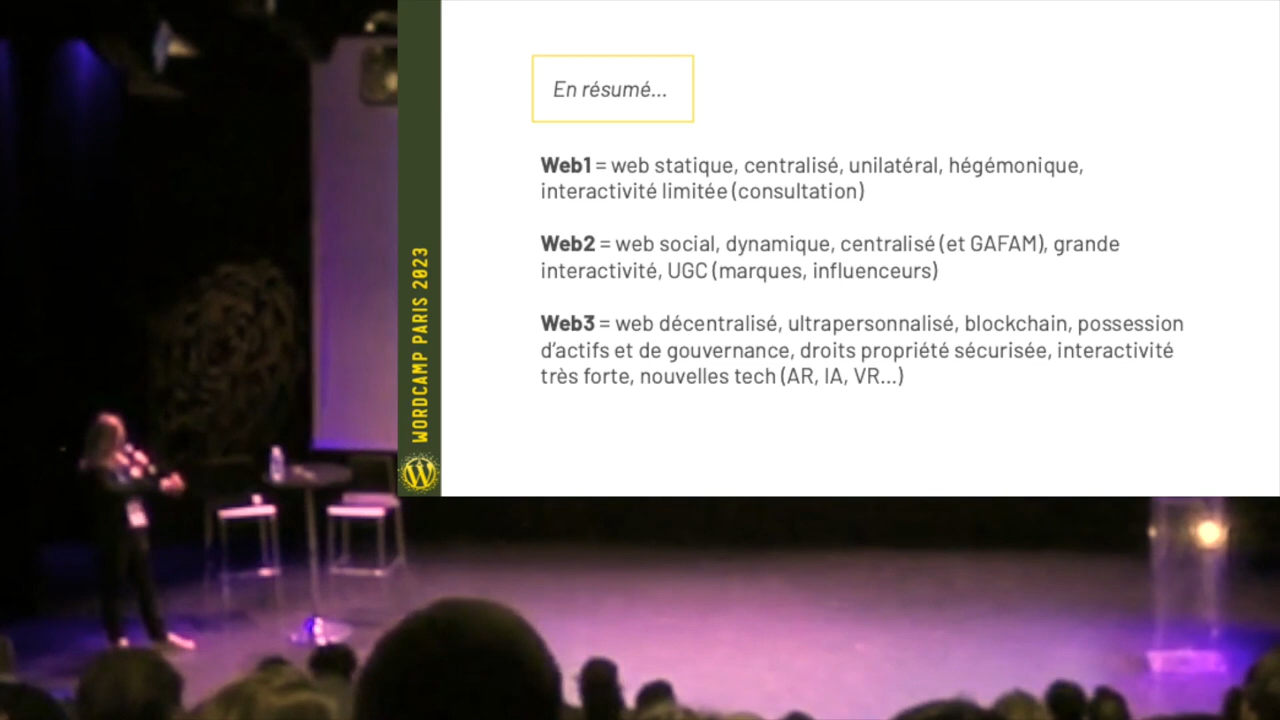 En résumé...
Web1 = web statique, centralisé, unilatéral, hégémonique,
interactivité limitée (consultation)
Web2 = web social, dynamique, centralisé (et GAFAM), grande
interactivité, UGC (marques, influenceurs)
Web3 = web décentralisé, ultrapersonnalisé, blockchain, possession
d'actifs et de gouvernance, droits propriété sécurisée, interactivité
très forte, nouvelles tech (AR, IA, VR...)
WORDCAMP PARIS 2023
W